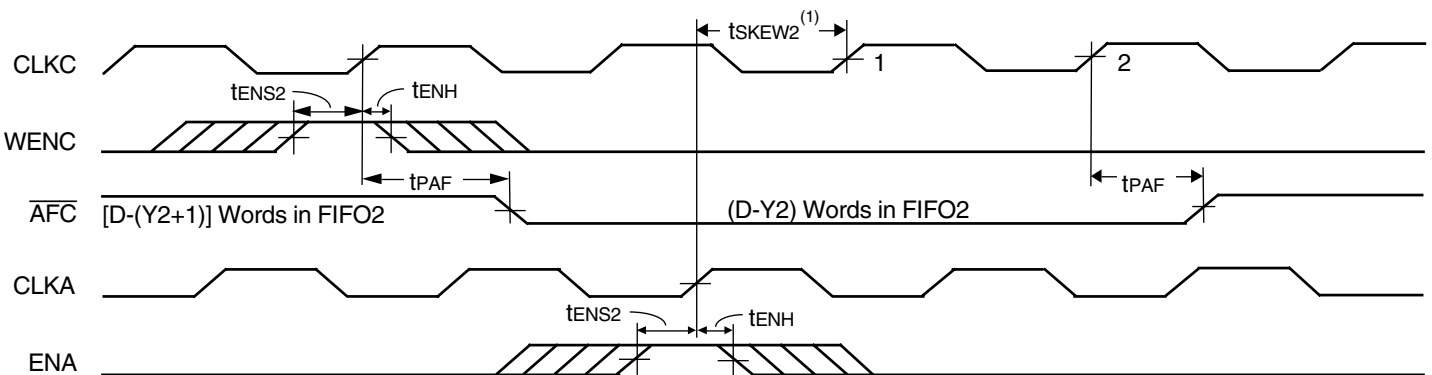 tSKEW2(1)
CLKC 1 2
tENS2 tENH
WENC
tPAF tPAF
AFC [D-(Y2+1)] Words in FIFO2 (D-Y2) Words in FIFO2
CLKA
tENS2 tENH
ENA